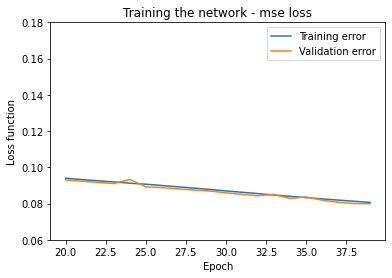 Training the network - mse loss
Training error
Validation error
0.18
0.16
0.14
0.12
0.10
0.08
0.06
Loss function
20.0 22.5 25.0 27.5 30.0 32.5 35.0 37.5
Epoch